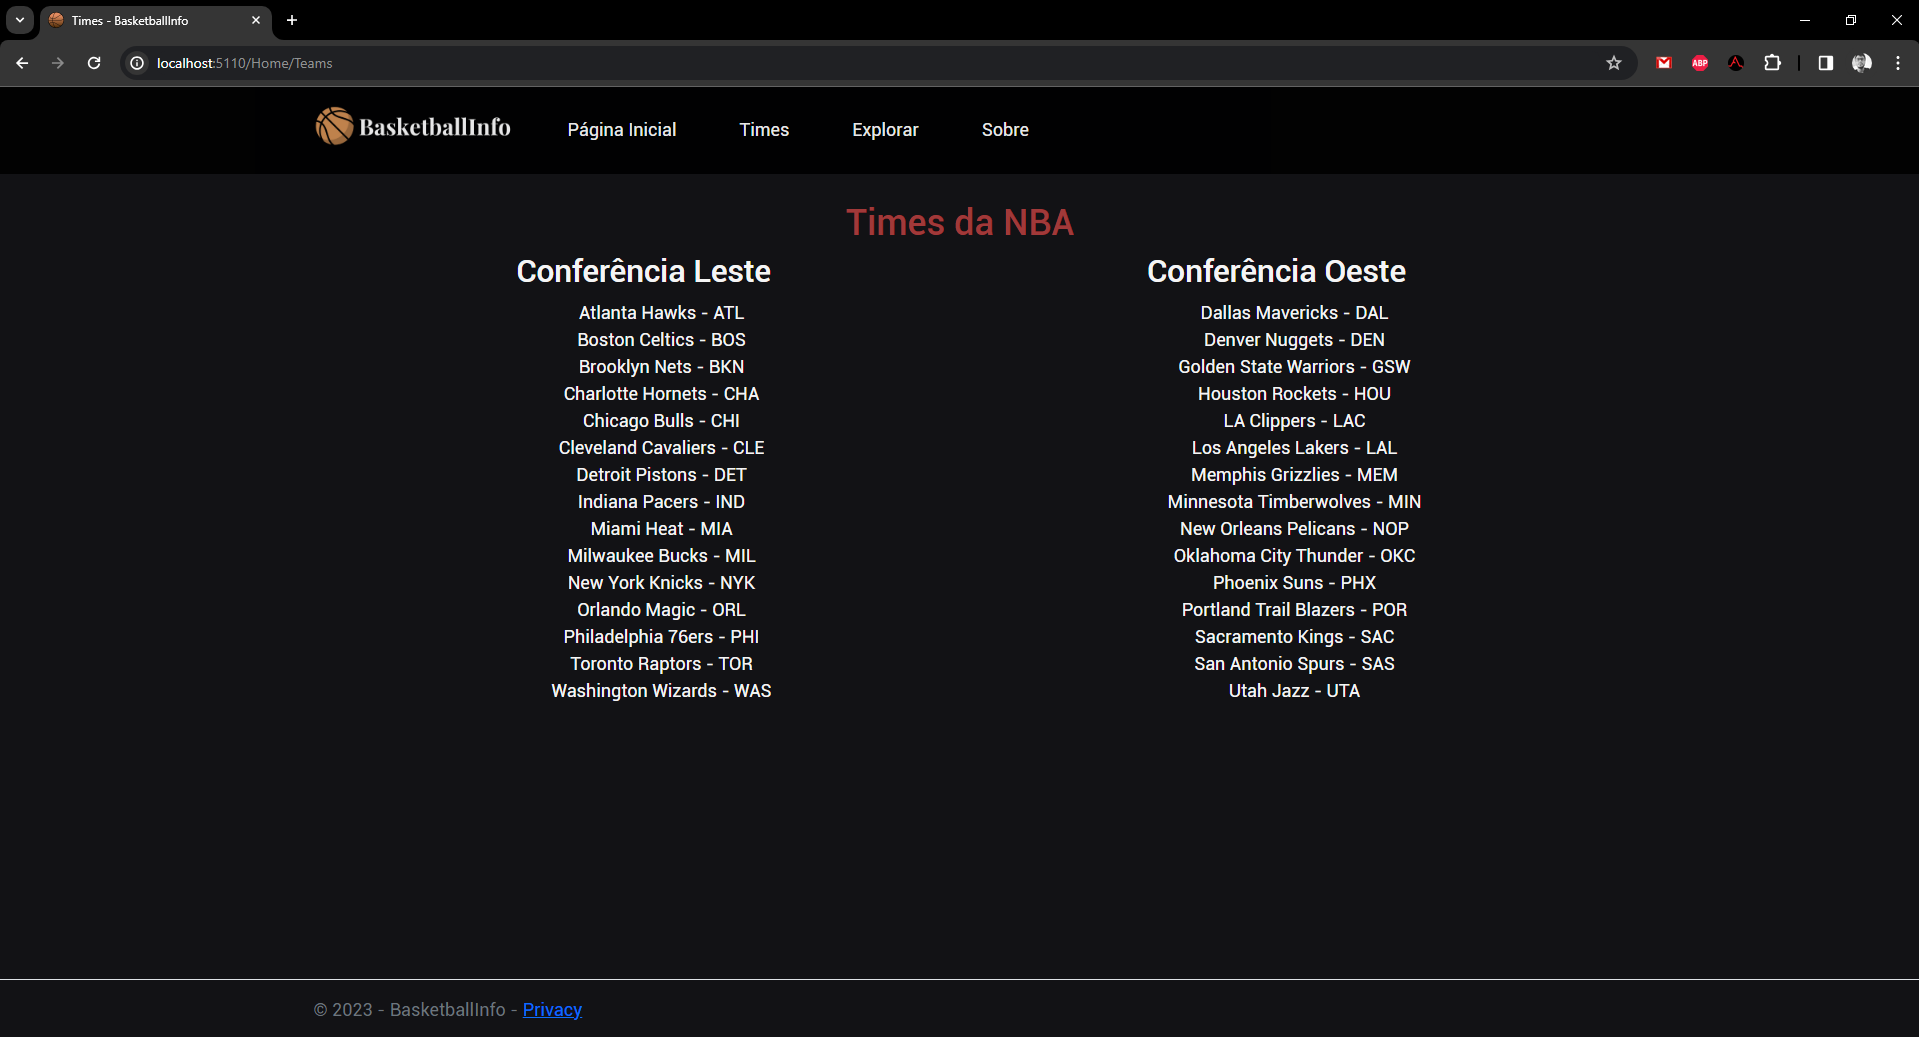 Times - BasketballInfo
localhost:5110/Home/Teams
ABP
BasketballInfo
Página Inicial
Times
Explorar
Sobre
Times da NBA
Conferência Leste
Atlanta Hawks - ATL
Boston Celtics - BOS
Brooklyn Nets - BKN
Charlotte Hornets - CHA
Chicago Bulls - CHI
Cleveland Cavaliers - CLE
Detroit Pistons - DET
Indiana Pacers - IND
Miami Heat - MIA
Milwaukee Bucks - MIL
New York Knicks - NYK
Orlando Magic - ORL
Philadelphia 76ers - PHI
Toronto Raptors - TOR
Washington Wizards - WAS
Conferência Oeste
Dallas Mavericks - DAL
Denver Nuggets - DEN
Golden State Warriors - GSW
Houston Rockets - HOU
LA Clippers - LAC
Los Angeles Lakers - LAL
Memphis Grizzlies - MEM
Minnesota Timberwolves - MIN
New Orleans Pelicans - NOP
Oklahoma City Thunder - OKC
Phoenix Suns - PHX
Portland Trail Blazers - POR
Sacramento Kings - SAC
San Antonio Spurs - SAS
Utah Jazz - UTA
© 2023 - BasketballInfo - Privacy